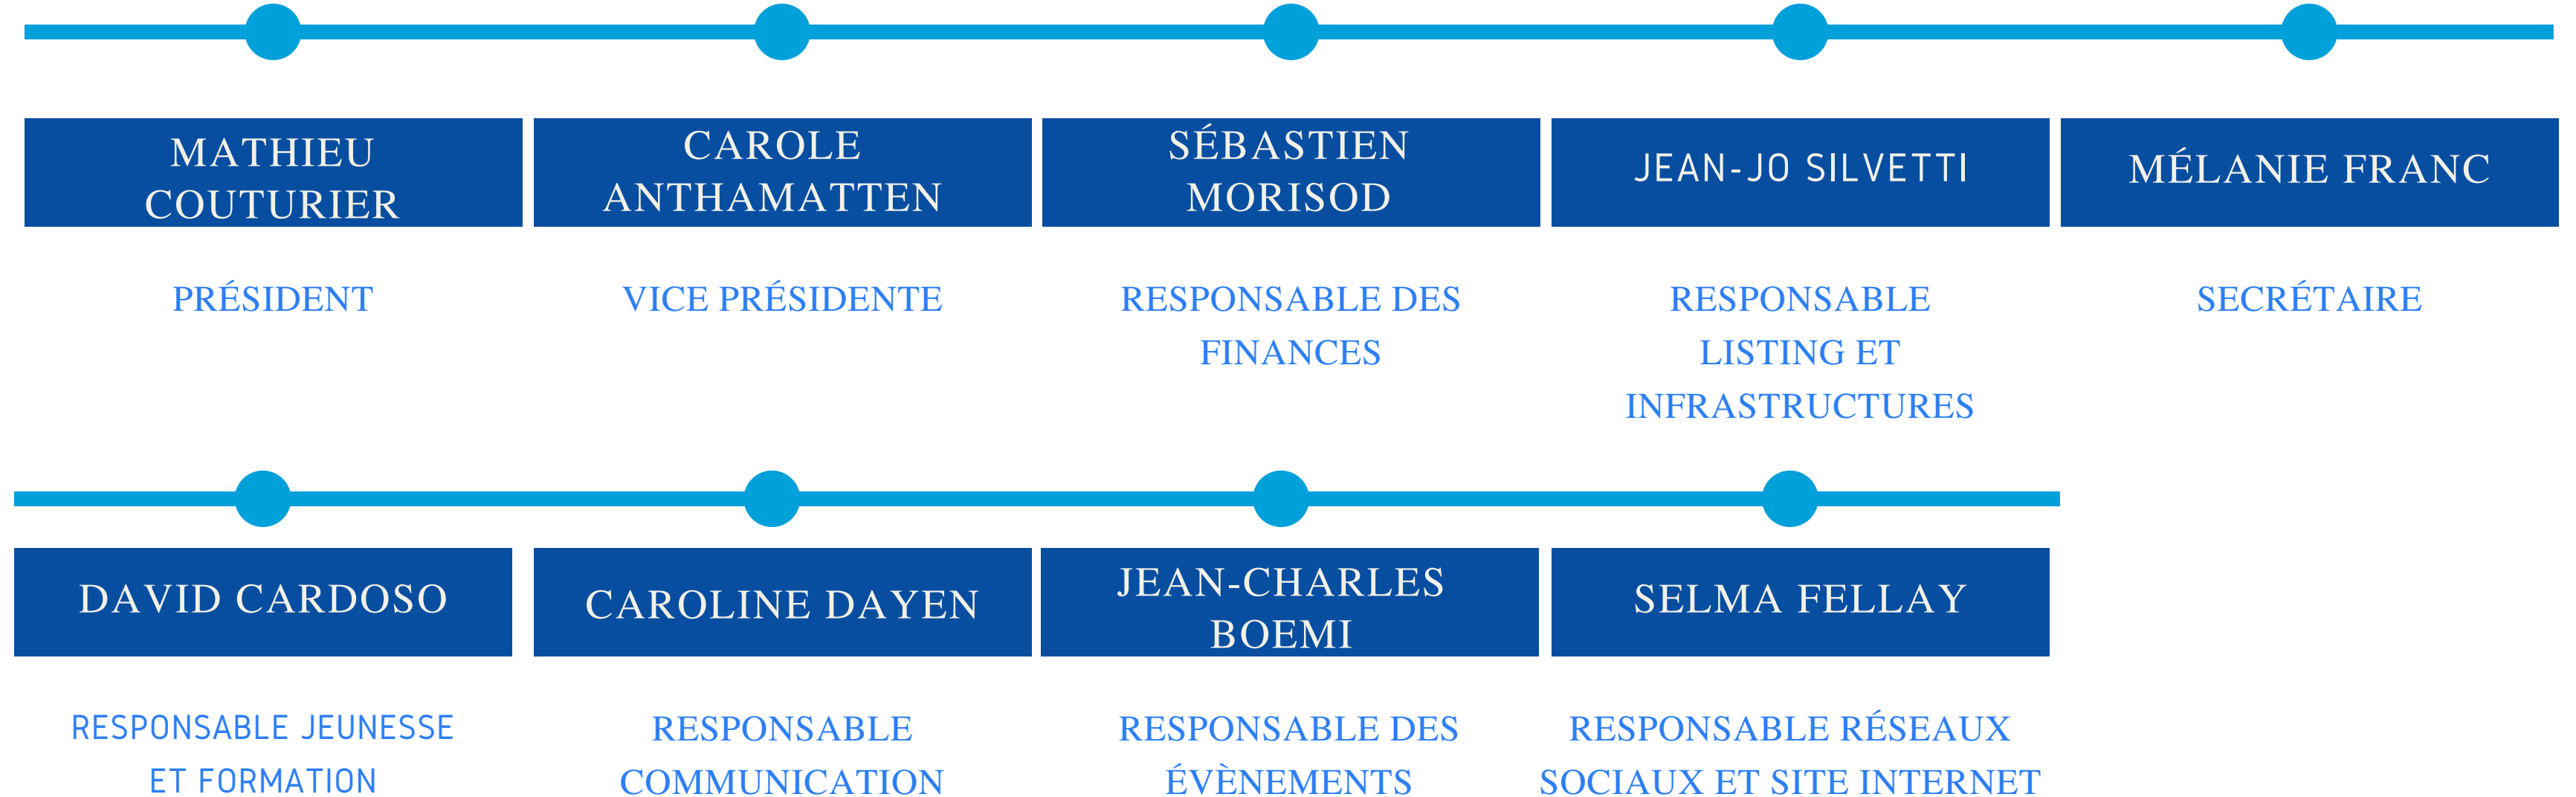 MATHIEU
COUTURIER
CAROLE
ANTHAMATTEN
SÉBASTIEN
MORISOD
JEAN-JO SILVETTI
MÉLANIE FRANC
PRÉSIDENT
VICE PRÉSIDENTE
RESPONSABLE DES
FINANCES
RESPONSABLE
LISTING ET
INFRASTRUCTURES
SECRÉTAIRE
DAVID CARDOSO
CAROLINE DAYEN
JEAN-CHARLES
BOEMI
SELMA FELLAY
RESPONSABLE JEUNESSE
ET FORMATION
RESPONSABLE
COMMUNICATION
RESPONSABLE DES
ÉVÈNEMENTS
RESPONSABLE RÉSEAUX
SOCIAUX ET SITE INTERNET